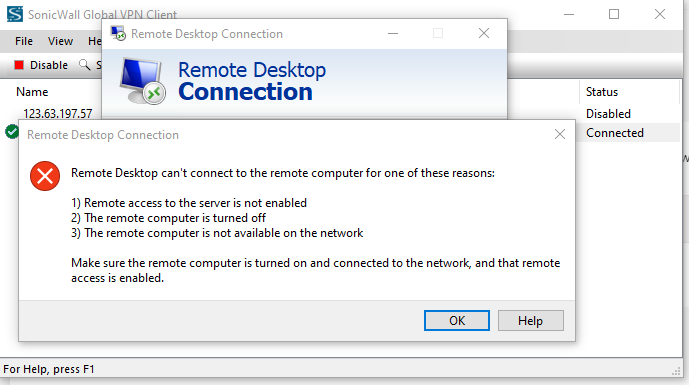 SonicWall Global VPN Client
Remote Desktop Connection
File View He
Disable S
Remote Desktop
Connection
Name Status
123.63.197.57 Disabled
Connected
Remote Desktop Connection
Remote Desktop can't connect to the remote computer for one of these reasons:
1) Remote access to the server is not enabled
2) The remote computer is turned off
3) The remote computer is not available on the network
Make sure the remote computer is turned on and connected to the network, and that remote
access is enabled.
OK Help
For Help, press F1